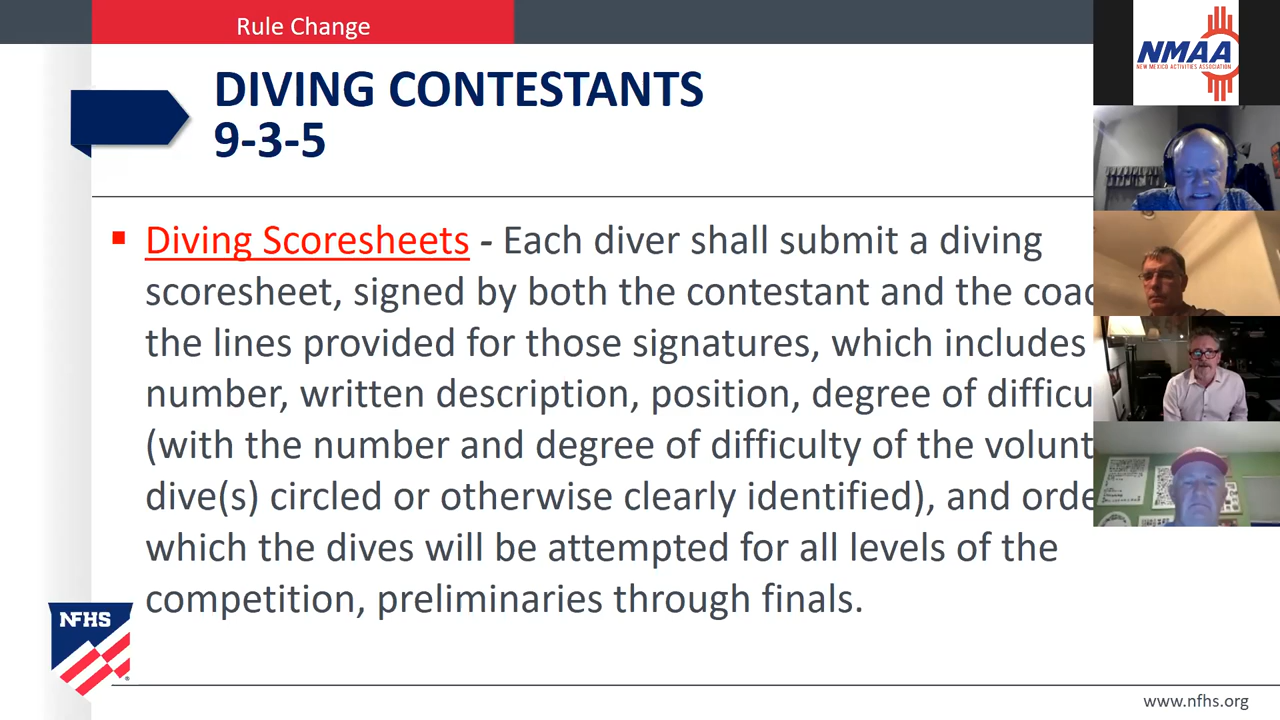 Rule Change
DIVING CONTESTANTS
9-3-5
Diving Scoresheets - Each diver shall submit a diving
scoresheet, signed by both the contestant and the
the lines provided for those signatures, which includes
number, written description, position, degree of
(with the number and degree of difficulty of the
dive(s) circled or otherwise clearly identified), and
which the dives will be attempted for all levels of the
competition, preliminaries through finals.
NFHS
www.nfhs.org
NMAA
NEW MEXICO ACTIVITIES ASSOCIATION